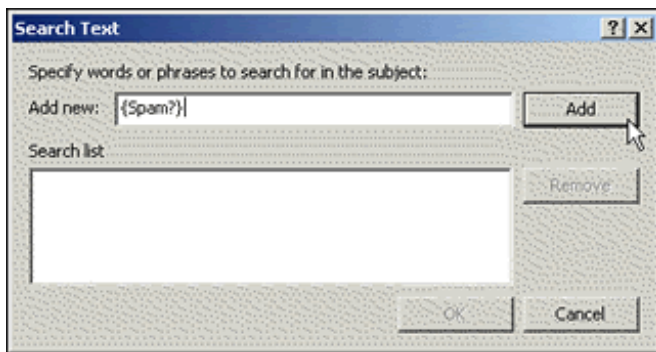 Search Text
Specify words or phrases to search for in the subject:
Add new: {Spam?} Add
Search list
Remove
OK Cancel